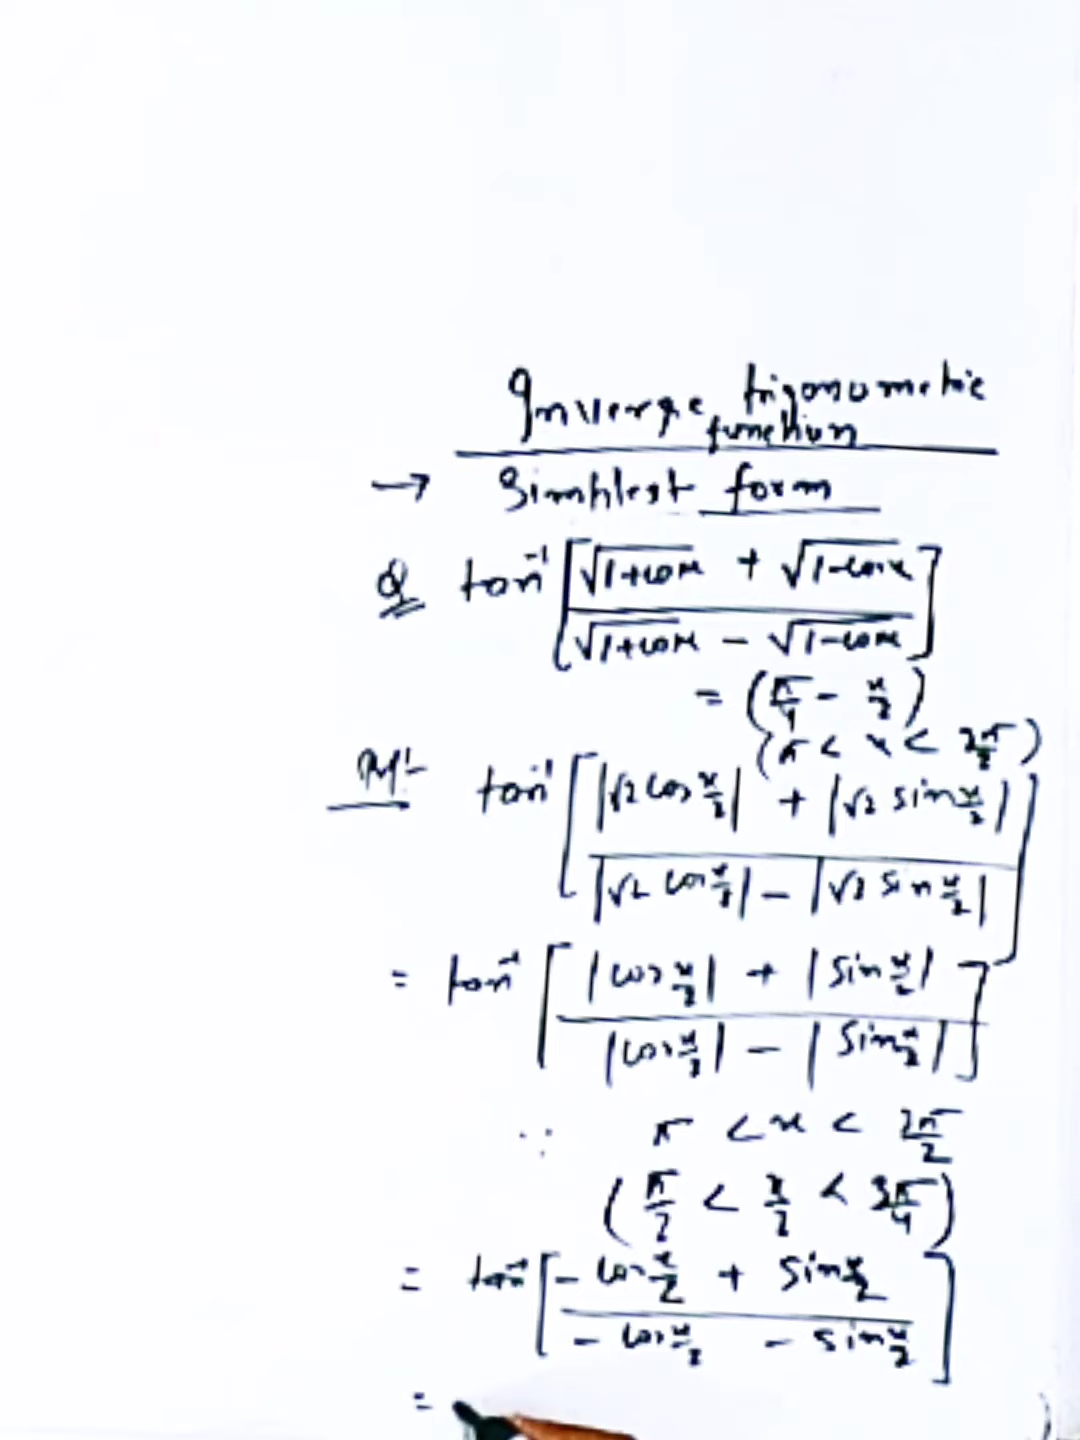 Inverse trigonometric
function
→ Simplest form
Q tan⁻¹ [√1+cosx + √1-cosx
√1+cosx - √1-cosx]
= (π/4 - x/2)
(π < x < 3π/2)
tan⁻¹ [|√2 cos x/2| + |√2 sin x/2|
|√2 cos x/2| - |√2 sin x/2|]
= tan⁻¹ [|cos x/2| + |sin x/2|
|cos x/2| - |sin x/2|]
∵ π < x < 3π/2
(π/2 < x/2 < 3π/4)
= tan⁻¹ [- cos x/2 + sin x/2
- cos x/2 - sin x/2]
=